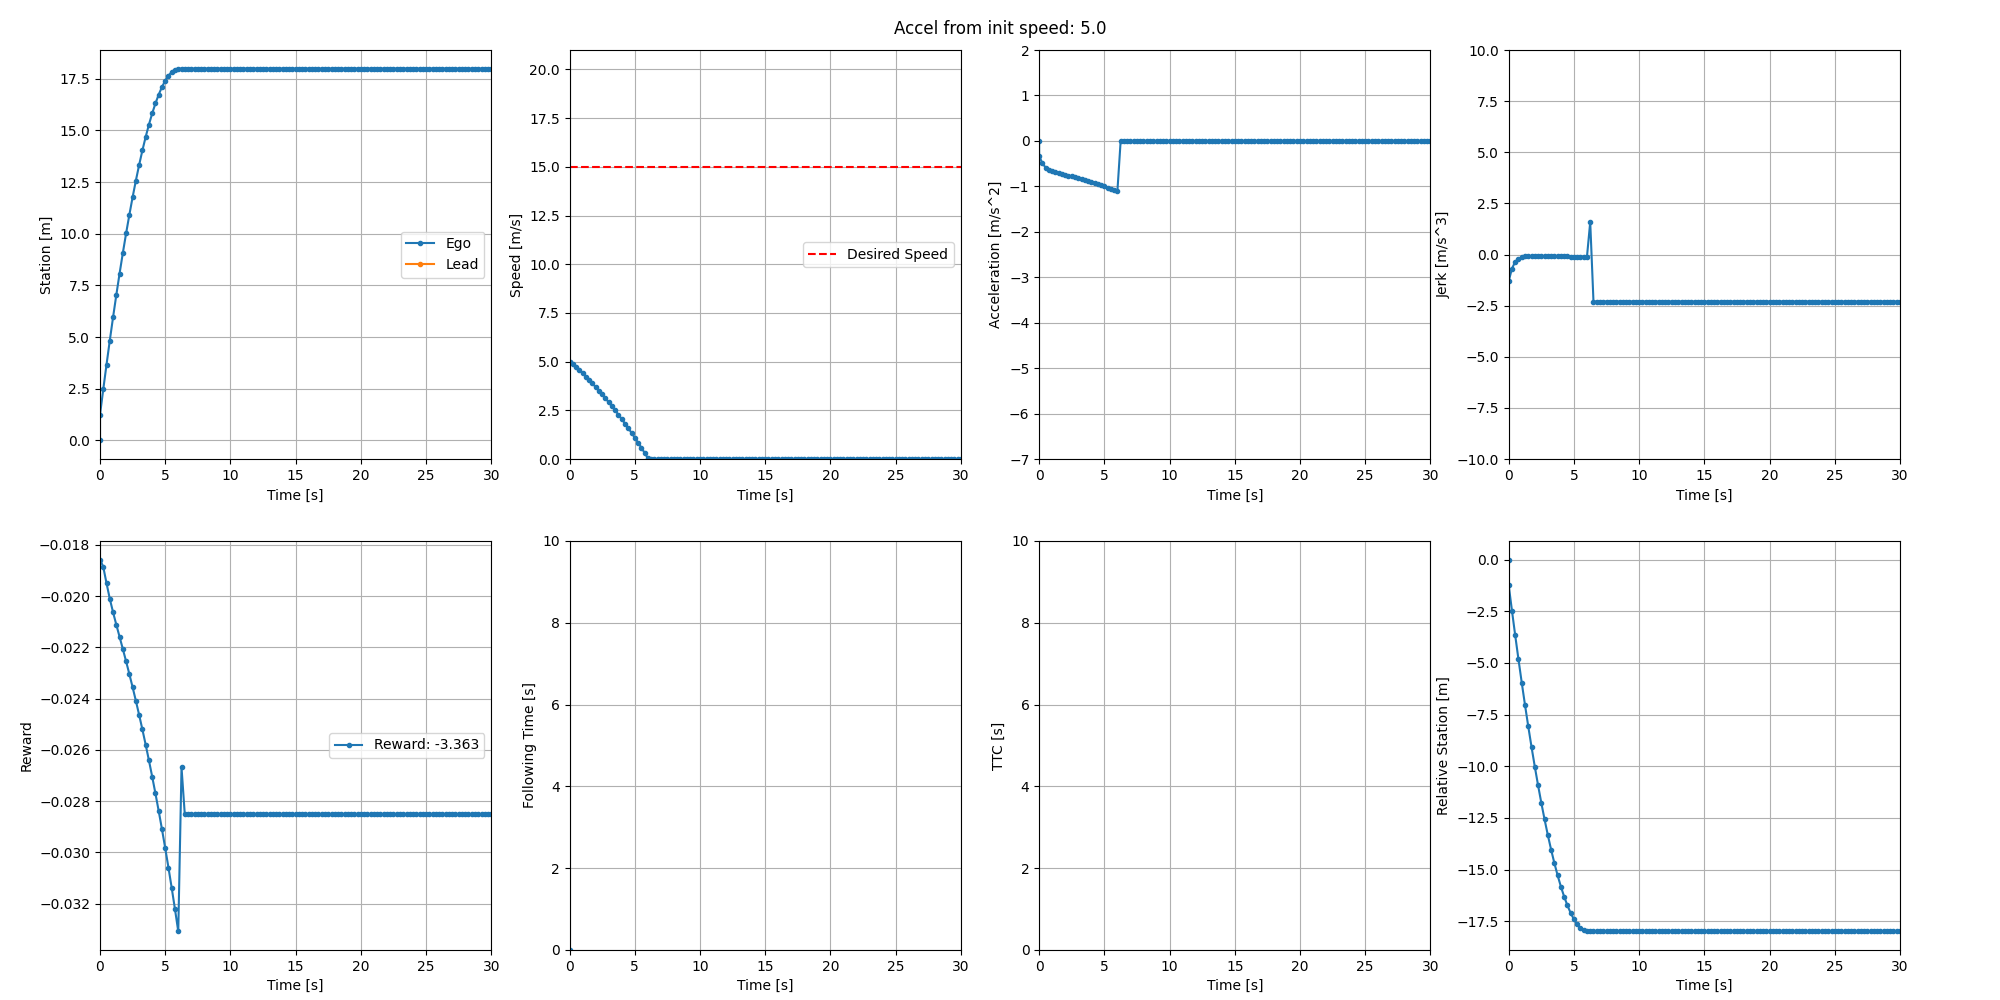 Accel from init speed: 5.0
Station [m]
17.5
15.0
12.5
10.0
7.5
5.0
2.5
0.0
Ego
Lead
0 5 10 15 20 25 30
Time [s]
Speed [m/s]
20.0
17.5
15.0
12.5
10.0
7.5
5.0
2.5
0.0
Desired Speed
0 5 10 15 20 25 30
Time [s]
Acceleration [m/s^2]
2
1
0
−1
−2
−3
−4
−5
−6
−7
0 5 10 15 20 25 30
Time [s]
Jerk [m/s^3]
10.0
7.5
5.0
2.5
0.0
−2.5
−5.0
−7.5
−10.0
0 5 10 15 20 25 30
Time [s]
Reward
−0.018
−0.020
−0.022
−0.024
−0.026
−0.028
−0.030
−0.032
Reward: -3.363
0 5 10 15 20 25 30
Time [s]
Following Time [s]
10
8
6
4
2
0
0 5 10 15 20 25 30
Time [s]
TTC [s]
10
8
6
4
2
0
0 5 10 15 20 25 30
Time [s]
Relative Station [m]
0.0
−2.5
−5.0
−7.5
−10.0
−12.5
−15.0
−17.5
0 5 10 15 20 25 30
Time [s]